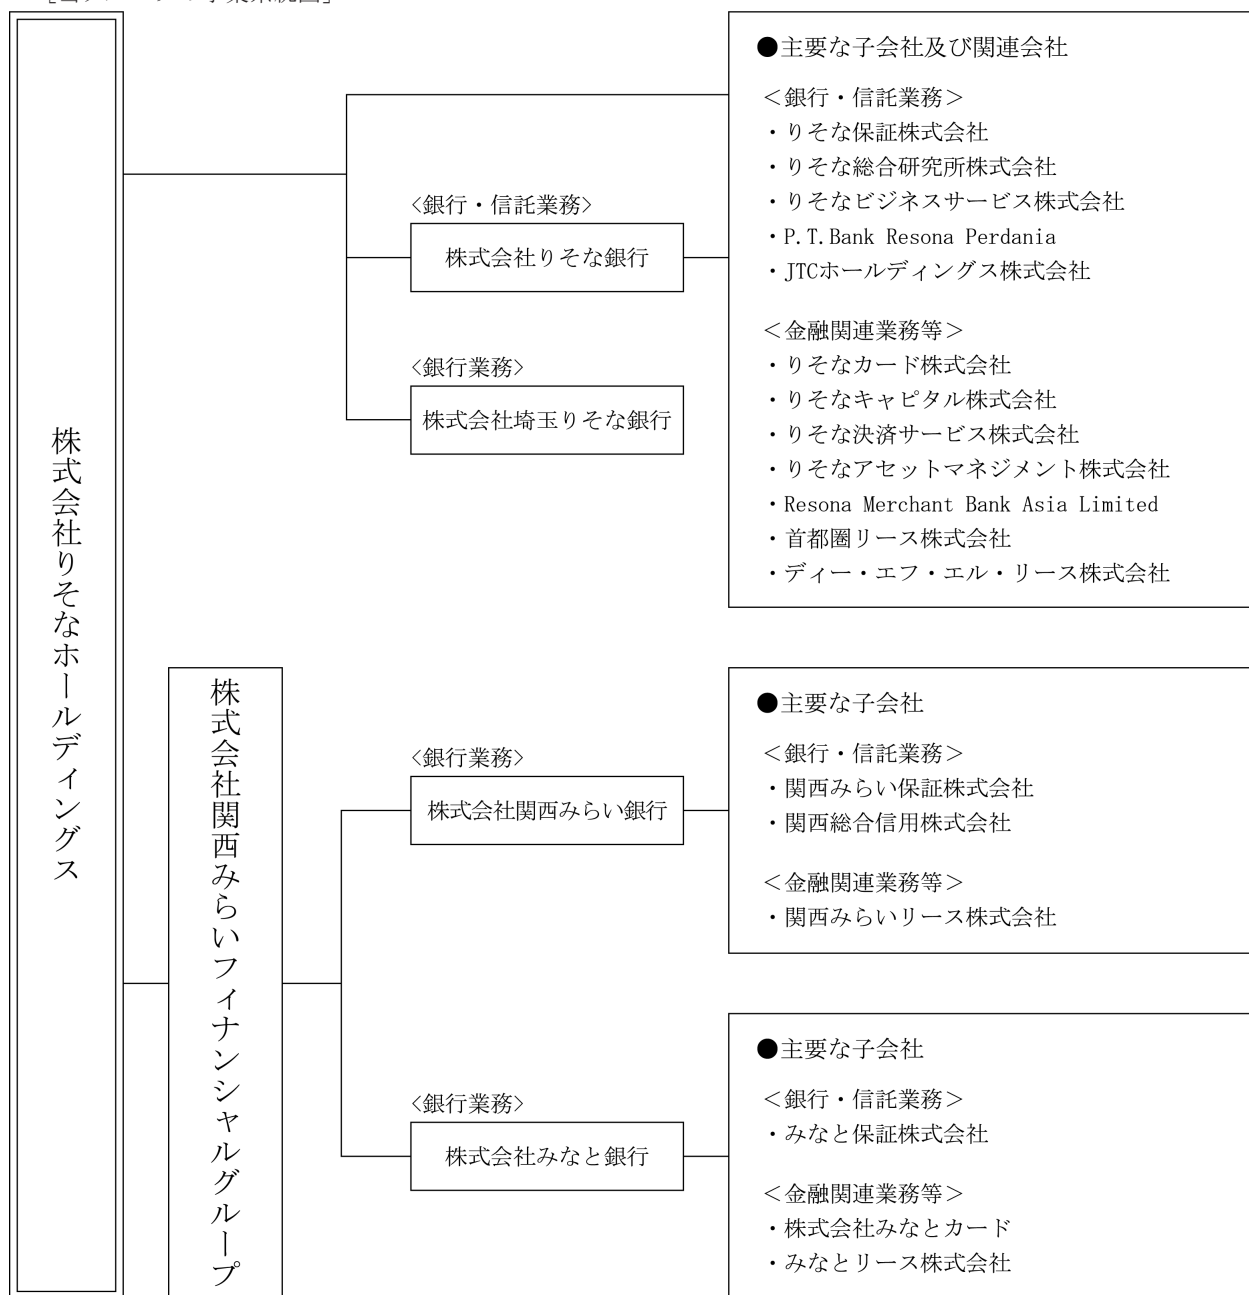 株式会社りそなホールディングス
●主要な子会社及び関連会社
＜銀行・信託業務＞
・りそな保証株式会社
・りそな総合研究所株式会社
・りそなビジネスサービス株式会社
・P.T.Bank Resona Perdania
・JTCホールディングス株式会社
＜金融関連業務等＞
・りそなカード株式会社
・りそなキャピタル株式会社
・りそな決済サービス株式会社
・りそなアセットマネジメント株式会社
・Resona Merchant Bank Asia Limited
・首都圏リース株式会社
・ディー・エフ・エル・リース株式会社
<銀行・信託業務>
株式会社りそな銀行
<銀行業務>
株式会社埼玉りそな銀行
株式会社関西みらいフィナンシャルグループ
<銀行業務>
株式会社関西みらい銀行
●主要な子会社
＜銀行・信託業務＞
・関西みらい保証株式会社
・関西総合信用株式会社
＜金融関連業務等＞
・関西みらいリース株式会社
<銀行業務>
株式会社みなと銀行
●主要な子会社
＜銀行・信託業務＞
・みなと保証株式会社
＜金融関連業務等＞
・株式会社みなとカード
・みなとリース株式会社